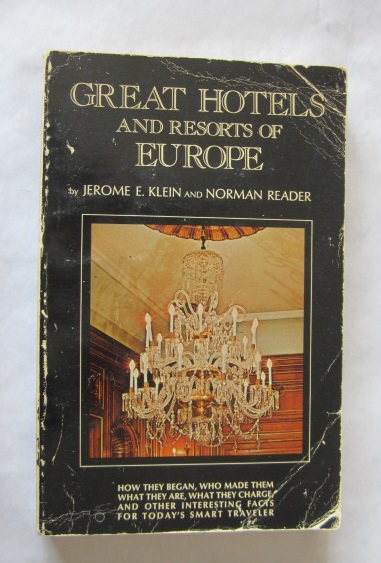 GREAT HOTELS
AND RESORTS OF
EUROPE
by JEROME E. KLEIN AND NORMAN READER
HOW THEY BEGAN, WHO MADE THEM
WHAT THEY ARE, WHAT THEY CHARGE,
AND OTHER INTERESTING FACTS
FOR TODAY'S SMART TRAVELER